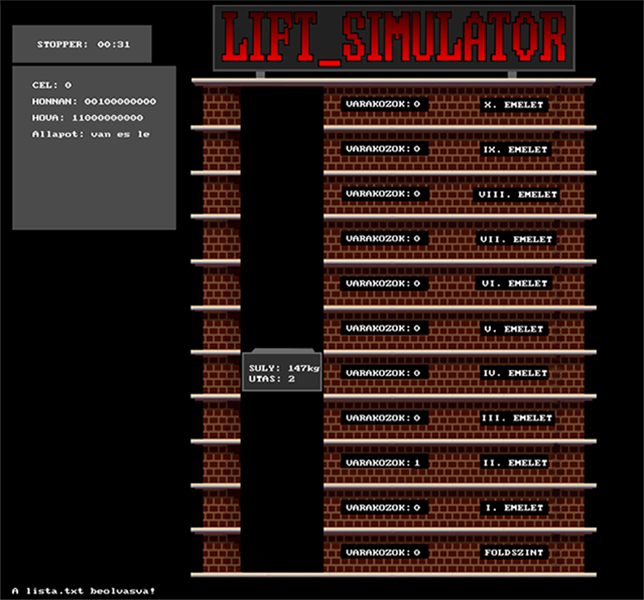 LIFT_SIMULATOR
STOPPER: 00:31
CEL: 0
HONNAN: 00100000000
HOVA: 11000000000
Allapot: van es le
VARAKOZOK: 0 X. EMELET
VARAKOZOK: 0 IX. EMELET
VARAKOZOK: 0 VIII. EMELET
VARAKOZOK: 0 VII. EMELET
VARAKOZOK: 0 VI. EMELET
VARAKOZOK: 0 V. EMELET
SULY: 147kg
UTAS: 2
VARAKOZOK: 0 IV. EMELET
VARAKOZOK: 0 III. EMELET
VARAKOZOK: 1 II. EMELET
VARAKOZOK: 0 I. EMELET
VARAKOZOK: 0 FOLDSZINT
A lista.txt beolvasva!